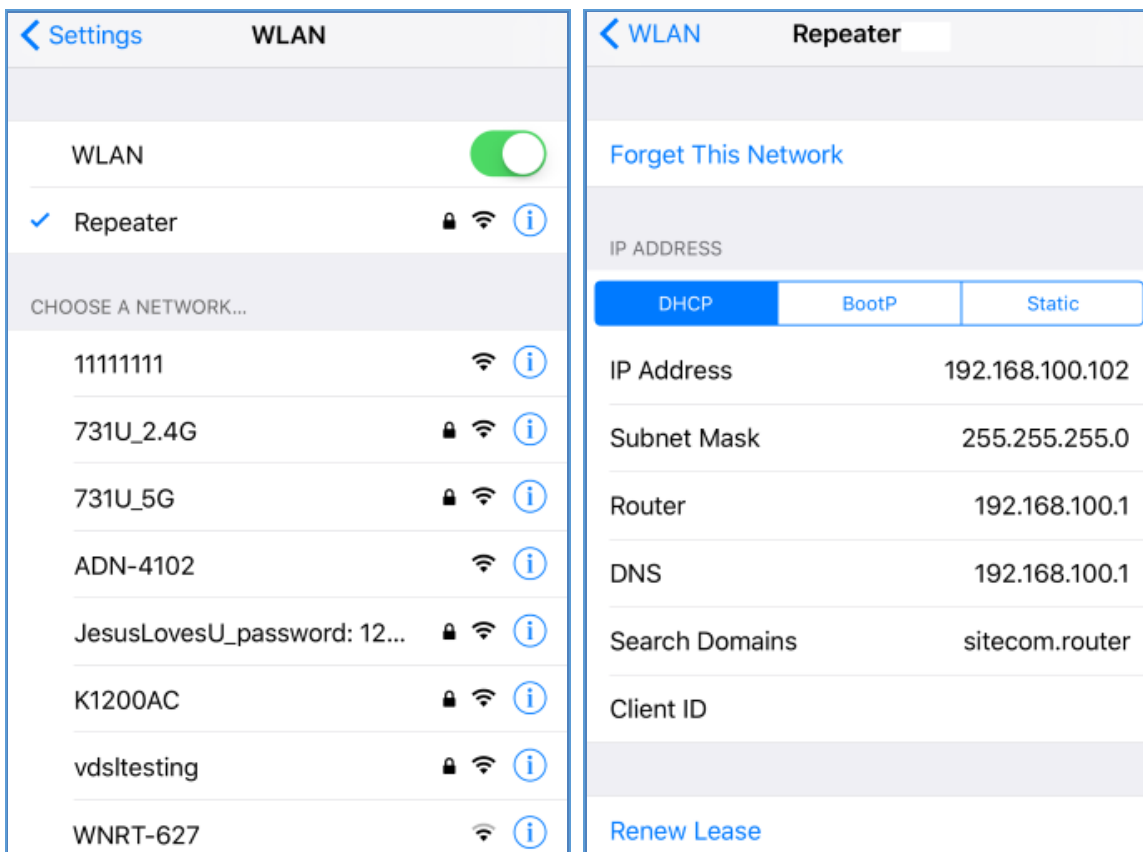 Settings
WLAN
WLAN
Repeater
CHOOSE A NETWORK...
11111111
731U_2.4G
731U_5G
ADN-4102
JesusLovesU_password: 12...
K1200AC
vdsltesting
WNRT-627
WLAN
Repeater
Forget This Network
IP ADDRESS
DHCP BootP Static
IP Address 192.168.100.102
Subnet Mask 255.255.255.0
Router 192.168.100.1
DNS 192.168.100.1
Search Domains sitecom.router
Client ID
Renew Lease